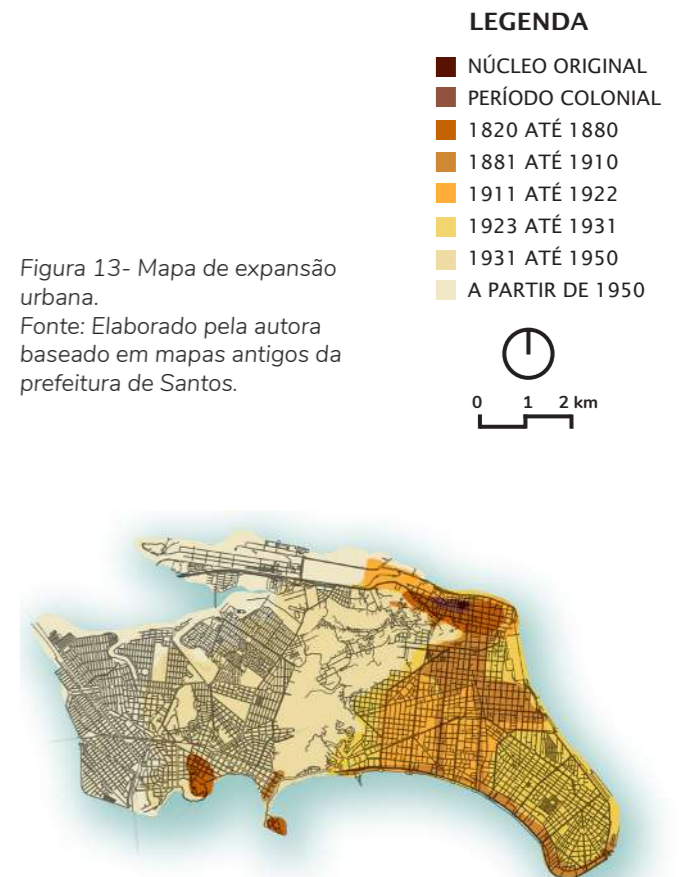 LEGENDA
NÚCLEO ORIGINAL
PERÍODO COLONIAL
1820 ATÉ 1880
1881 ATÉ 1910
1911 ATÉ 1922
1923 ATÉ 1931
1931 ATÉ 1950
A PARTIR DE 1950
Figura 13- Mapa de expansão
urbana.
Fonte: Elaborado pela autora
baseado em mapas antigos da
prefeitura de Santos.
0 1 2 km